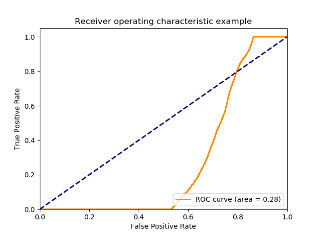 Receiver operating characteristic example
True Positive Rate
1.0
0.8
0.6
0.4
0.2
0.0
ROC curve (area = 0.28)
0.0 0.2 0.4 0.6 0.8 1.0
False Positive Rate